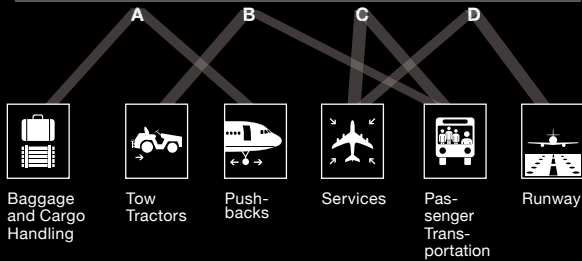 A B C D
Baggage
and Cargo
Handling
Tow
Tractors
Push-
backs
Services
Pas-
senger
Trans-
portation
Runway